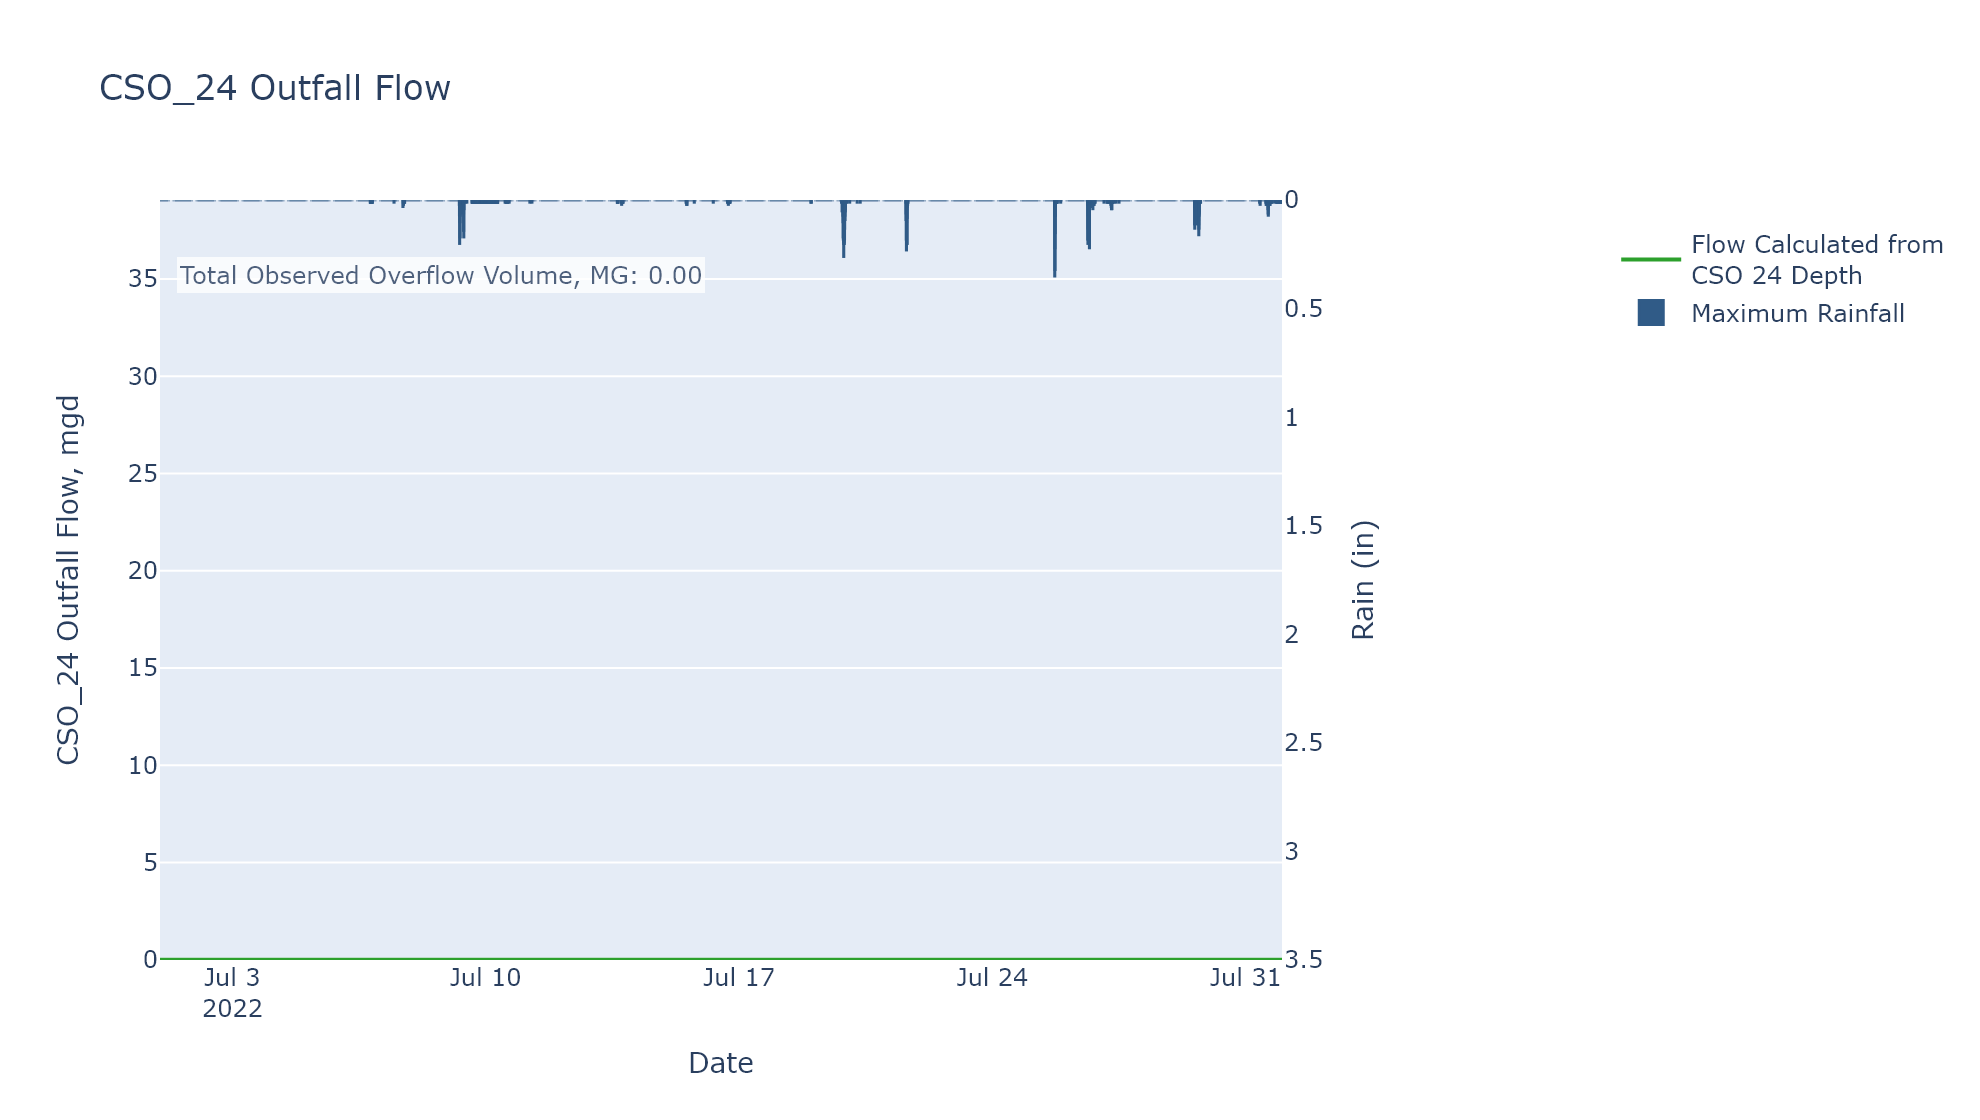 CSO_24 Outfall Flow
Total Observed Overflow Volume, MG: 0.00
CSO_24 Outfall Flow, mgd
35
30
25
20
15
10
5
0
0
0.5
1
1.5
2
2.5
3
3.5
Rain (in)
Jul 3
2022
Jul 10
Jul 17
Jul 24
Jul 31
Date
Flow Calculated from
CSO 24 Depth
Maximum Rainfall